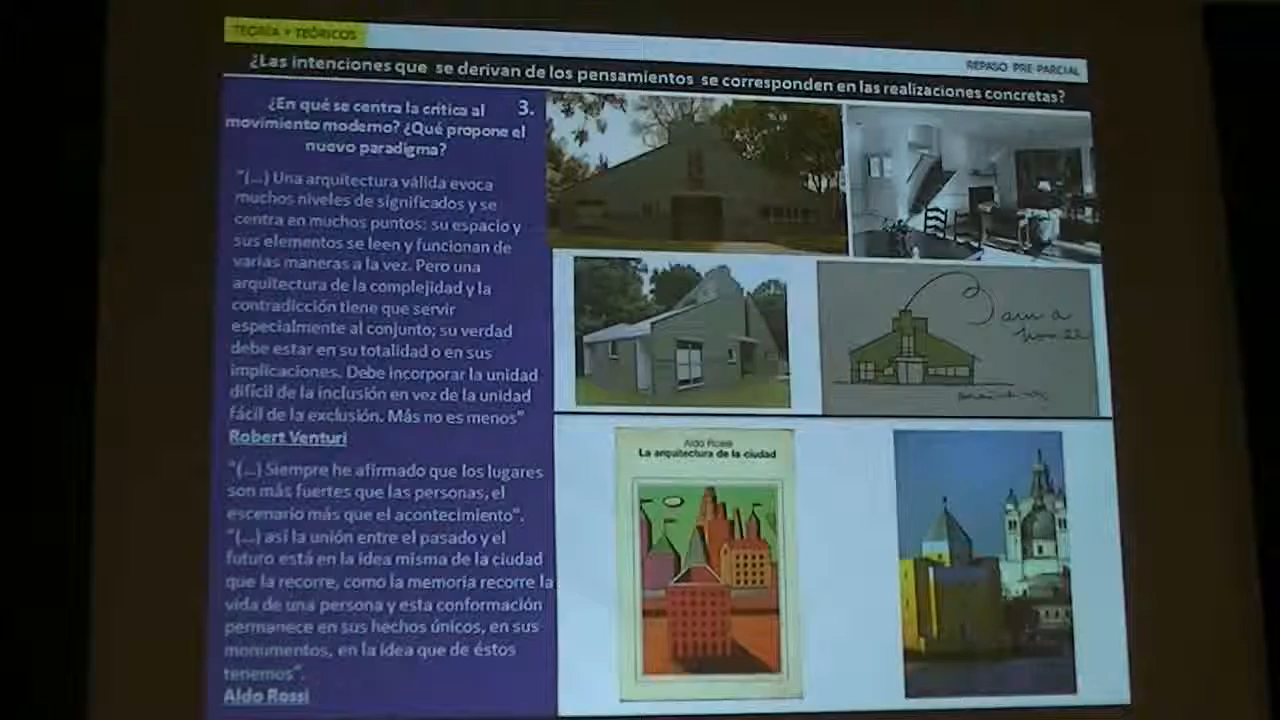 TEORÍA Y TEÓRICOS
REPASO PRE-PARCIAL
¿Las intenciones que se derivan de los pensamientos se corresponden en las realizaciones concretas?
¿En qué se centra la crítica al
movimiento moderno? ¿Qué propone el
nuevo paradigma?
3.
"(...) Una arquitectura válida evoca
muchos niveles de significados y se
centra en muchos puntos: su espacio y
sus elementos se leen y funcionan de
varias maneras a la vez. Pero una
arquitectura de la complejidad y la
contradicción tiene que servir
especialmente al conjunto; su verdad
debe estar en su totalidad o en sus
implicaciones. Debe incorporar la unidad
difícil de la inclusión en vez de la unidad
fácil de la exclusión. Más no es menos"
Robert Venturi
"(...) Siempre he afirmado que los lugares
son más fuertes que las personas, el
escenario más que el acontecimiento".
"(...) así la unión entre el pasado y el
futuro está en la idea misma de la ciudad
que la recorre, como la memoria recorre la
vida de una persona y esta conformación
permanece en sus hechos únicos, en sus
monumentos, en la idea que de éstos
tenemos".
Aldo Rossi
Aldo Rossi
La arquitectura de la ciudad